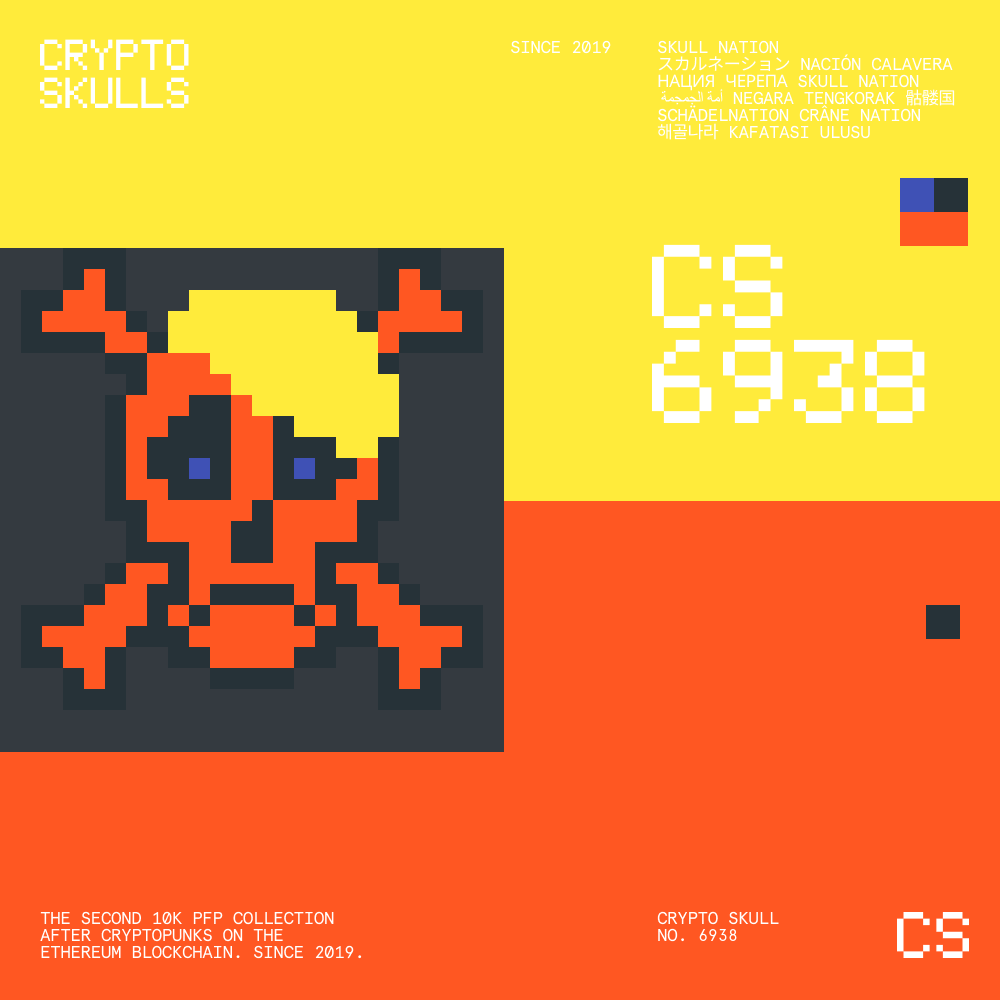 CRYPTO
SKULLS
SINCE 2019
SKULL NATION
スカルネーション NACIÓN CALAVERA
НАЦИЯ ЧЕРЕПА SKULL NATION
أمة الجمجمة NEGARA TENGKORAK 骷髅国
SCHÄDELNATION CRÂNE NATION
해골나라 KAFATASI ULUSU
CS
6938
THE SECOND 10K PFP COLLECTION
AFTER CRYPTOPUNKS ON THE
ETHEREUM BLOCKCHAIN. SINCE 2019.
CRYPTO SKULL
NO. 6938
CS